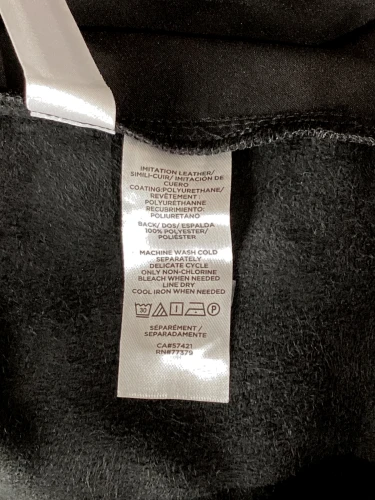 IMITATION LEATHER/
SIMILI-CUIR/ IMITACIÓN DE
CUERO
COATING:POLYURETHANE/
REVÊTEMENT :
POLYURÉTHANNE
RECUBRIMIENTO:
POLIURETANO
BACK/ DOS/ ESPALDA
100% POLYESTER/
POLIÉSTER
MACHINE WASH COLD
SEPARATELY
DELICATE CYCLE
ONLY NON-CHLORINE
BLEACH WHEN NEEDED
LINE DRY
COOL IRON WHEN NEEDED
30 P
SÉPARÉMENT /
SEPARADAMENTE
CA#57421
RN#77379